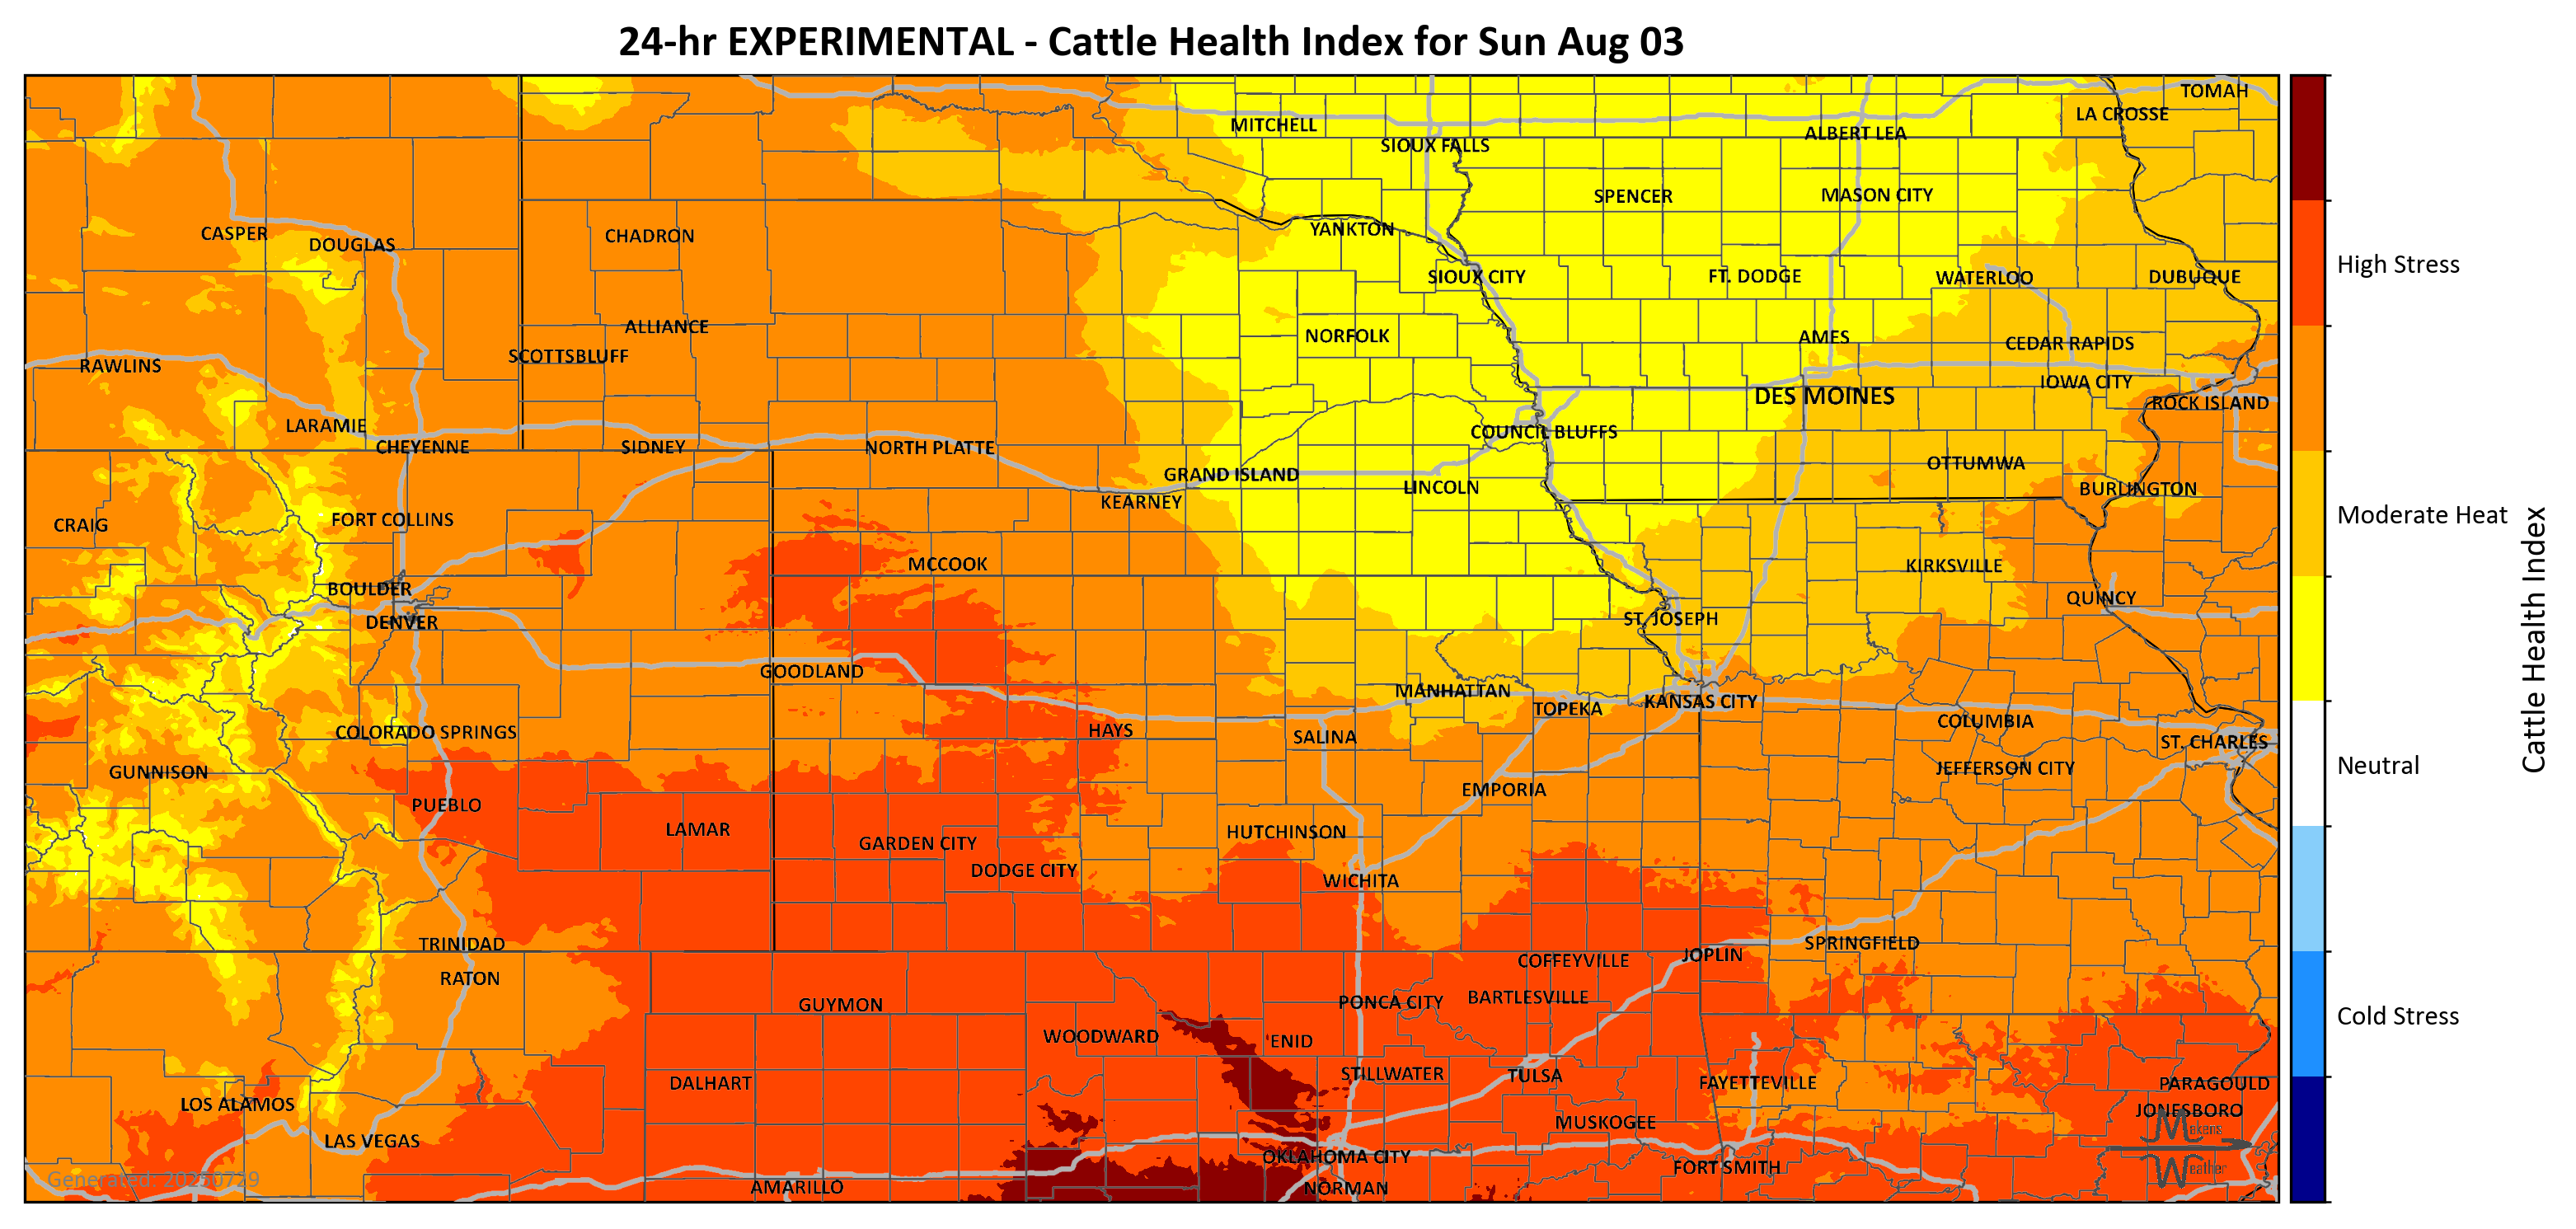 24-hr EXPERIMENTAL - Cattle Health Index for Sun Aug 03
TOMAH
LA CROSSE
MITCHELL
ALBERT LEA
SIOUX FALLS
SPENCER
MASON CITY
CASPER
DOUGLAS
CHADRON
YANKTON
SIOUX CITY
FT. DODGE
WATERLOO
DUBUQUE
High Stress
ALLIANCE
NORFOLK
AMES
CEDAR RAPIDS
SCOTTSBLUFF
RAWLINS
IOWA CITY
DES MOINES
ROCK ISLAND
LARAMIE
CHEYENNE
SIDNEY
NORTH PLATTE
COUNCIL BLUFFS
GRAND ISLAND
OTTUMWA
LINCOLN
BURLINGTON
KEARNEY
Moderate Heat
CRAIG
FORT COLLINS
MCCOOK
KIRKSVILLE
BOULDER
QUINCY
DENVER
ST. JOSEPH
Cattle Health Index
GOODLAND
MANHATTAN
KANSAS CITY
TOPEKA
COLUMBIA
COLORADO SPRINGS
HAYS
SALINA
ST. CHARLES
GUNNISON
JEFFERSON CITY
Neutral
EMPORIA
PUEBLO
LAMAR
HUTCHINSON
GARDEN CITY
DODGE CITY
WICHITA
TRINIDAD
SPRINGFIELD
JOPLIN
COFFEYVILLE
RATON
BARTLESVILLE
GUYMON
PONCA CITY
Cold Stress
WOODWARD
'ENID
STILLWATER
TULSA
DALHART
FAYETTEVILLE
PARAGOULD
LOS ALAMOS
JONESBORO
MUSKOGEE
Makens
LAS VEGAS
OKLAHOMA CITY
FORT SMITH
Weather
Generated: 20250729
AMARILLO
NORMAN